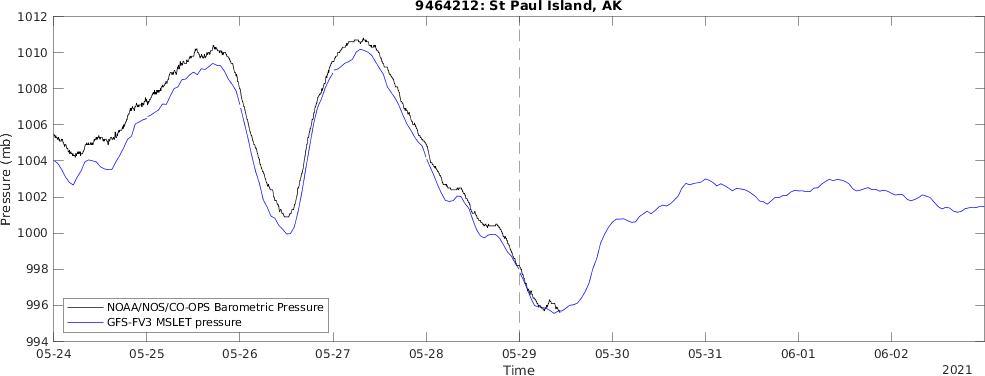 9464212: St Paul Island, AK
Pressure (mb)
1012
1010
1008
1006
1004
1002
1000
998
996
994
NOAA/NOS/CO-OPS Barometric Pressure
GFS-FV3 MSLET pressure
05-24 05-25 05-26 05-27 05-28 05-29 05-30 05-31 06-01 06-02
Time
2021